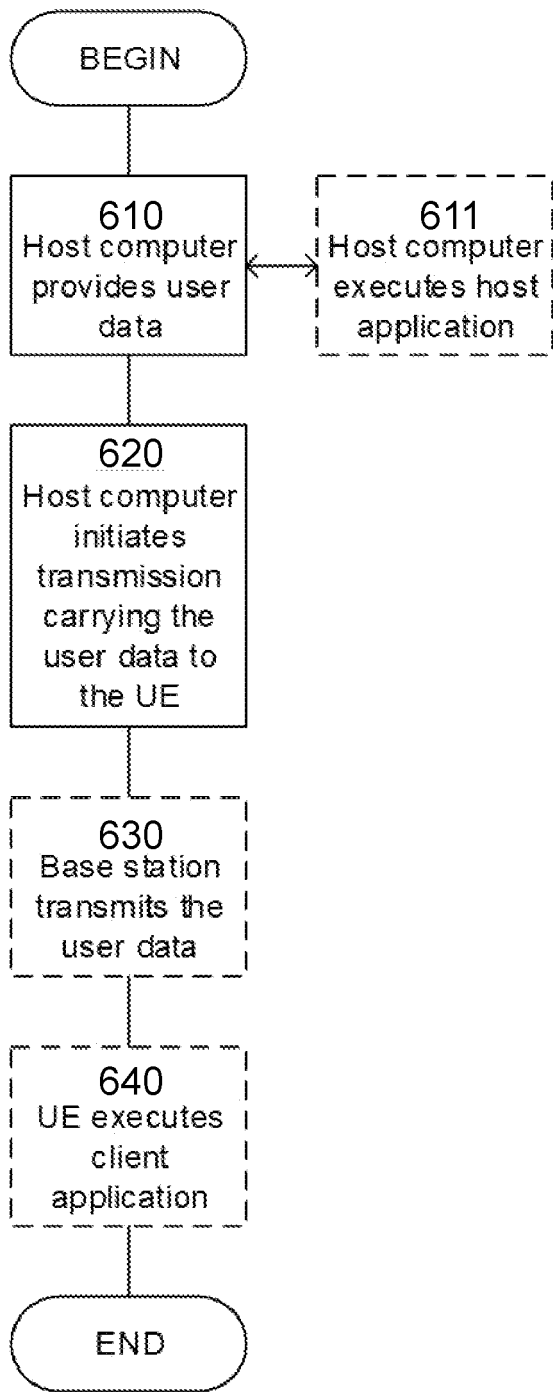 BEGIN
610
Host computer
provides user
data
611
Host computer
executes host
application
620
Host computer
initiates
transmission
carrying the
user data to
the UE
630
Base station
transmits the
user data
640
UE executes
client
application
END